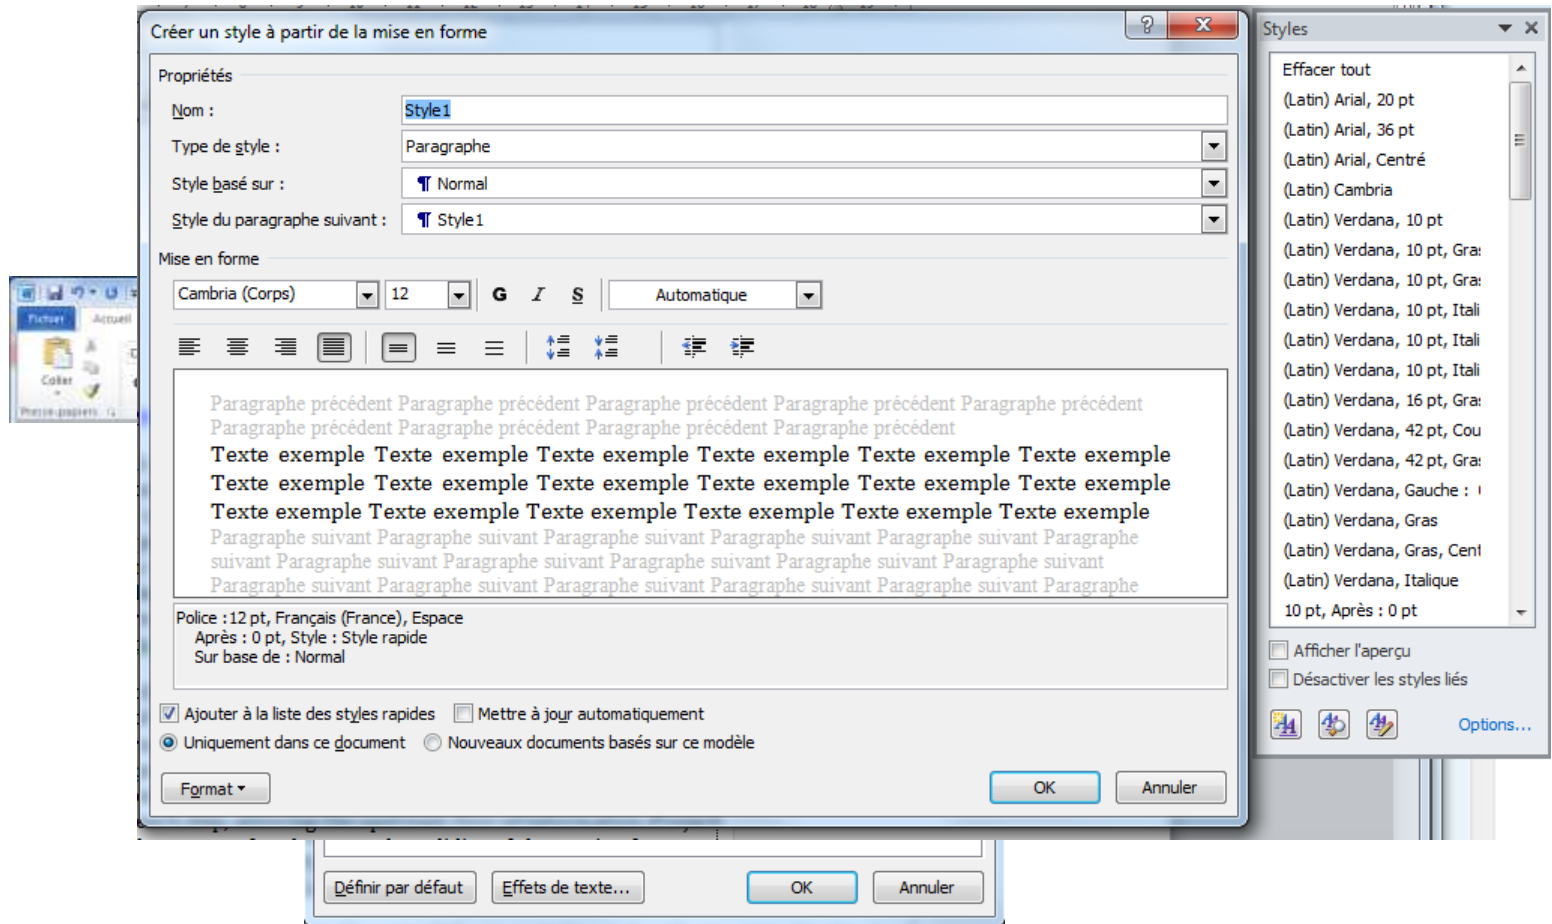 Créer un style à partir de la mise en forme
Propriétés
Nom :
Style1
Type de style :
Paragraphe
Style basé sur :
¶ Normal
Style du paragraphe suivant :
¶ Style1
Mise en forme
Cambria (Corps)
12
G I S
Automatique
Paragraphe précédent Paragraphe précédent Paragraphe précédent Paragraphe précédent Paragraphe précédent
Paragraphe précédent Paragraphe précédent Paragraphe précédent Paragraphe précédent
Texte exemple Texte exemple Texte exemple Texte exemple Texte exemple Texte exemple
Texte exemple Texte exemple Texte exemple Texte exemple Texte exemple Texte exemple
Texte exemple Texte exemple Texte exemple Texte exemple Texte exemple Texte exemple
Paragraphe suivant Paragraphe suivant Paragraphe suivant Paragraphe suivant Paragraphe suivant Paragraphe
suivant Paragraphe suivant Paragraphe suivant Paragraphe suivant Paragraphe suivant Paragraphe suivant
Paragraphe suivant Paragraphe suivant Paragraphe suivant Paragraphe suivant Paragraphe suivant Paragraphe
Police :12 pt, Français (France), Espace
Après : 0 pt, Style : Style rapide
Sur base de : Normal
Ajouter à la liste des styles rapides
Mettre à jour automatiquement
Uniquement dans ce document
Nouveaux documents basés sur ce modèle
Format
OK
Annuler
Styles
Effacer tout
(Latin) Arial, 20 pt
(Latin) Arial, 36 pt
(Latin) Arial, Centré
(Latin) Cambria
(Latin) Verdana, 10 pt
(Latin) Verdana, 10 pt, Gras
(Latin) Verdana, 10 pt, Gras
(Latin) Verdana, 10 pt, Itali
(Latin) Verdana, 10 pt, Itali
(Latin) Verdana, 10 pt, Itali
(Latin) Verdana, 16 pt, Gras
(Latin) Verdana, 42 pt, Cou
(Latin) Verdana, 42 pt, Gras
(Latin) Verdana, Gauche :
(Latin) Verdana, Gras
(Latin) Verdana, Gras, Cent
(Latin) Verdana, Italique
10 pt, Après : 0 pt
Afficher l'aperçu
Désactiver les styles liés
Options...
Fichier
Accueil
Coller
Presse-papiers
Définir par défaut
Effets de texte...
OK
Annuler